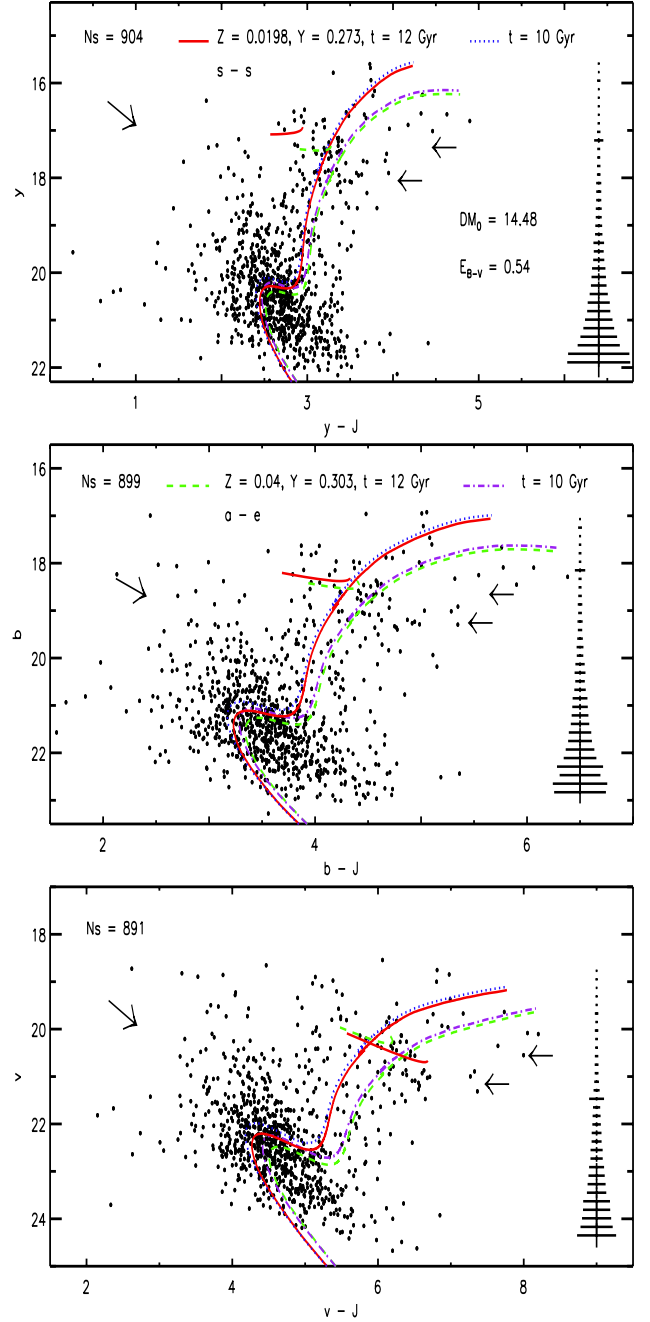 Ns = 904 Z = 0.0198, Y = 0.273, t = 12 Gyr t = 10 Gyr
s - s
16
18
20
22
y
DM0 = 14.48
EB-V = 0.54
1 3 5
y - J
Ns = 899 Z = 0.04, Y = 0.303, t = 12 Gyr t = 10 Gyr
α - e
16
18
20
22
b
2 4 6
b - J
Ns = 891
18
20
22
24
v
2 4 6 8
v - J